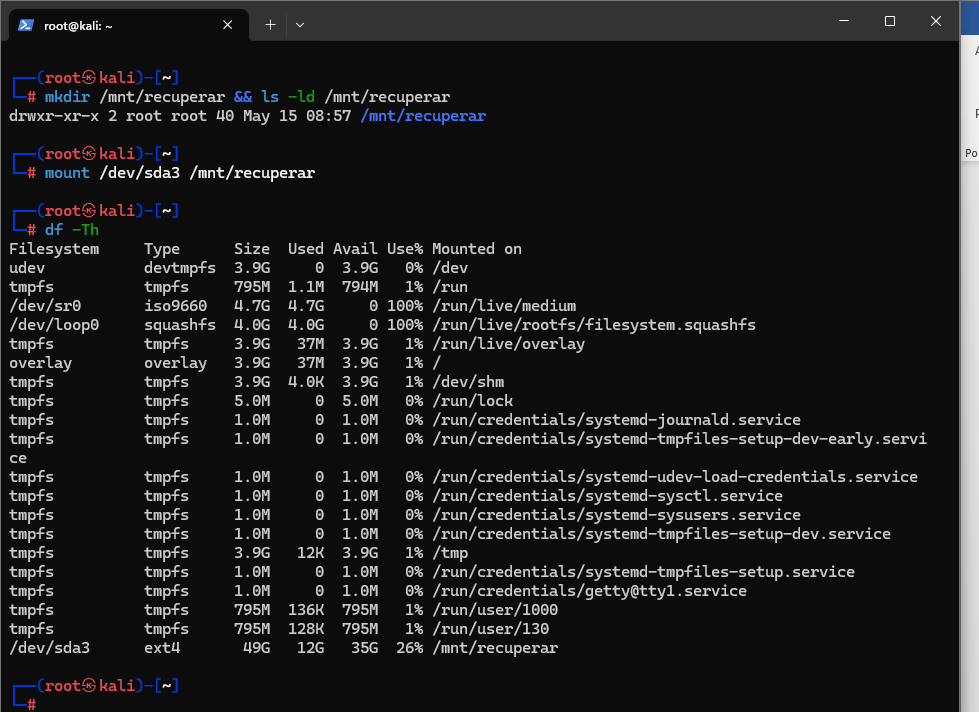 root@kali: ~
┌──(root㉿kali)-[~]
└─# mkdir /mnt/recuperar && ls -ld /mnt/recuperar
drwxr-xr-x 2 root root 40 May 15 08:57 /mnt/recuperar
┌──(root㉿kali)-[~]
└─# mount /dev/sda3 /mnt/recuperar
┌──(root㉿kali)-[~]
└─# df -Th
Filesystem     Type      Size  Used Avail Use% Mounted on
udev           devtmpfs  3.9G     0  3.9G   0% /dev
tmpfs          tmpfs     795M  1.1M  794M   1% /run
/dev/sr0       iso9660   4.7G  4.7G     0 100% /run/live/medium
/dev/loop0     squashfs  4.0G  4.0G     0 100% /run/live/rootfs/filesystem.squashfs
tmpfs          tmpfs     3.9G   37M  3.9G   1% /run/live/overlay
overlay        overlay   3.9G   37M  3.9G   1% /
tmpfs          tmpfs     3.9G  4.0K  3.9G   1% /dev/shm
tmpfs          tmpfs     5.0M     0  5.0M   0% /run/lock
tmpfs          tmpfs     1.0M     0  1.0M   0% /run/credentials/systemd-journald.service
tmpfs          tmpfs     1.0M     0  1.0M   0% /run/credentials/systemd-tmpfiles-setup-dev-early.servi
ce
tmpfs          tmpfs     1.0M     0  1.0M   0% /run/credentials/systemd-udev-load-credentials.service
tmpfs          tmpfs     1.0M     0  1.0M   0% /run/credentials/systemd-sysctl.service
tmpfs          tmpfs     1.0M     0  1.0M   0% /run/credentials/systemd-sysusers.service
tmpfs          tmpfs     1.0M     0  1.0M   0% /run/credentials/systemd-tmpfiles-setup-dev.service
tmpfs          tmpfs     3.9G   12K  3.9G   1% /tmp
tmpfs          tmpfs     1.0M     0  1.0M   0% /run/credentials/systemd-tmpfiles-setup.service
tmpfs          tmpfs     1.0M     0  1.0M   0% /run/credentials/getty@tty1.service
tmpfs          tmpfs     795M  136K  795M   1% /run/user/1000
tmpfs          tmpfs     795M  128K  795M   1% /run/user/130
/dev/sda3      ext4       49G   12G   35G  26% /mnt/recuperar
┌──(root㉿kali)-[~]
└─#
Po